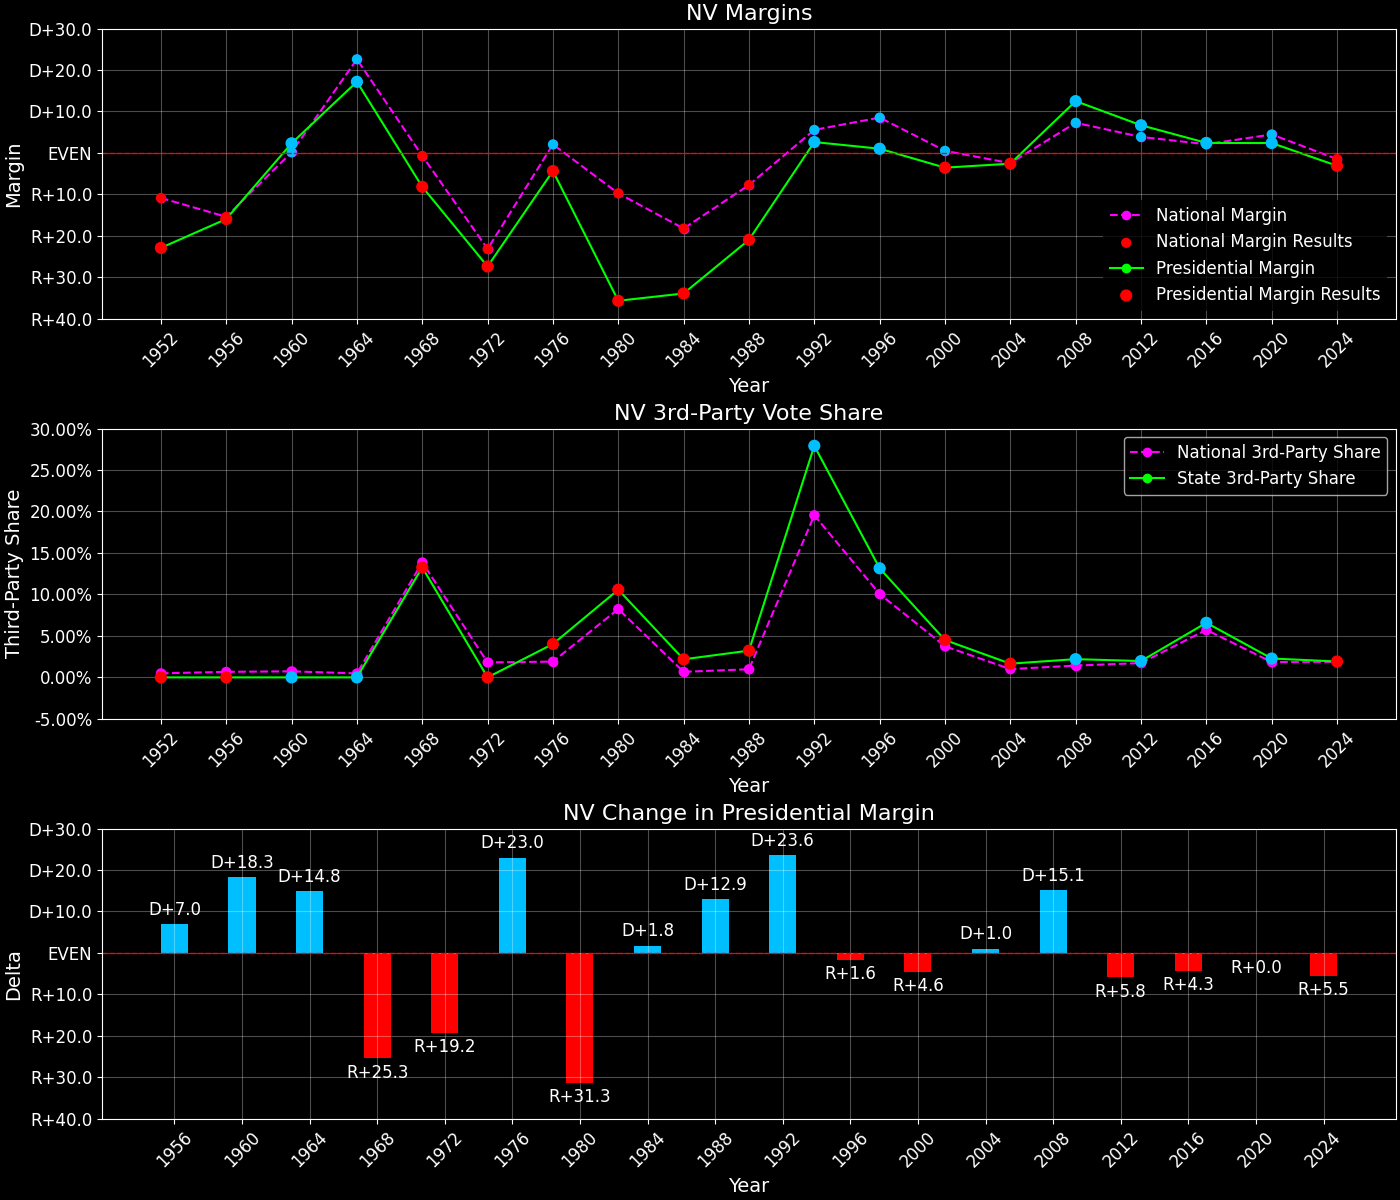 NV Margins
D+30.0
D+20.0
D+10.0
EVEN
R+10.0
R+20.0
R+30.0
R+40.0
Margin
National Margin
National Margin Results
Presidential Margin
Presidential Margin Results
1952 1956 1960 1964 1968 1972 1976 1980 1984 1988 1992 1996 2000 2004 2008 2012 2016 2020 2024
Year
NV 3rd-Party Vote Share
30.00%
25.00%
20.00%
15.00%
10.00%
5.00%
0.00%
-5.00%
Third-Party Share
National 3rd-Party Share
State 3rd-Party Share
1952 1956 1960 1964 1968 1972 1976 1980 1984 1988 1992 1996 2000 2004 2008 2012 2016 2020 2024
Year
NV Change in Presidential Margin
D+30.0
D+20.0
D+10.0
EVEN
R+10.0
R+20.0
R+30.0
R+40.0
Delta
D+7.0
D+18.3
D+14.8
R+25.3
R+19.2
D+23.0
R+31.3
D+1.8
D+12.9
D+23.6
R+1.6
R+4.6
D+1.0
D+15.1
R+5.8
R+4.3
R+0.0
R+5.5
1956 1960 1964 1968 1972 1976 1980 1984 1988 1992 1996 2000 2004 2008 2012 2016 2020 2024
Year